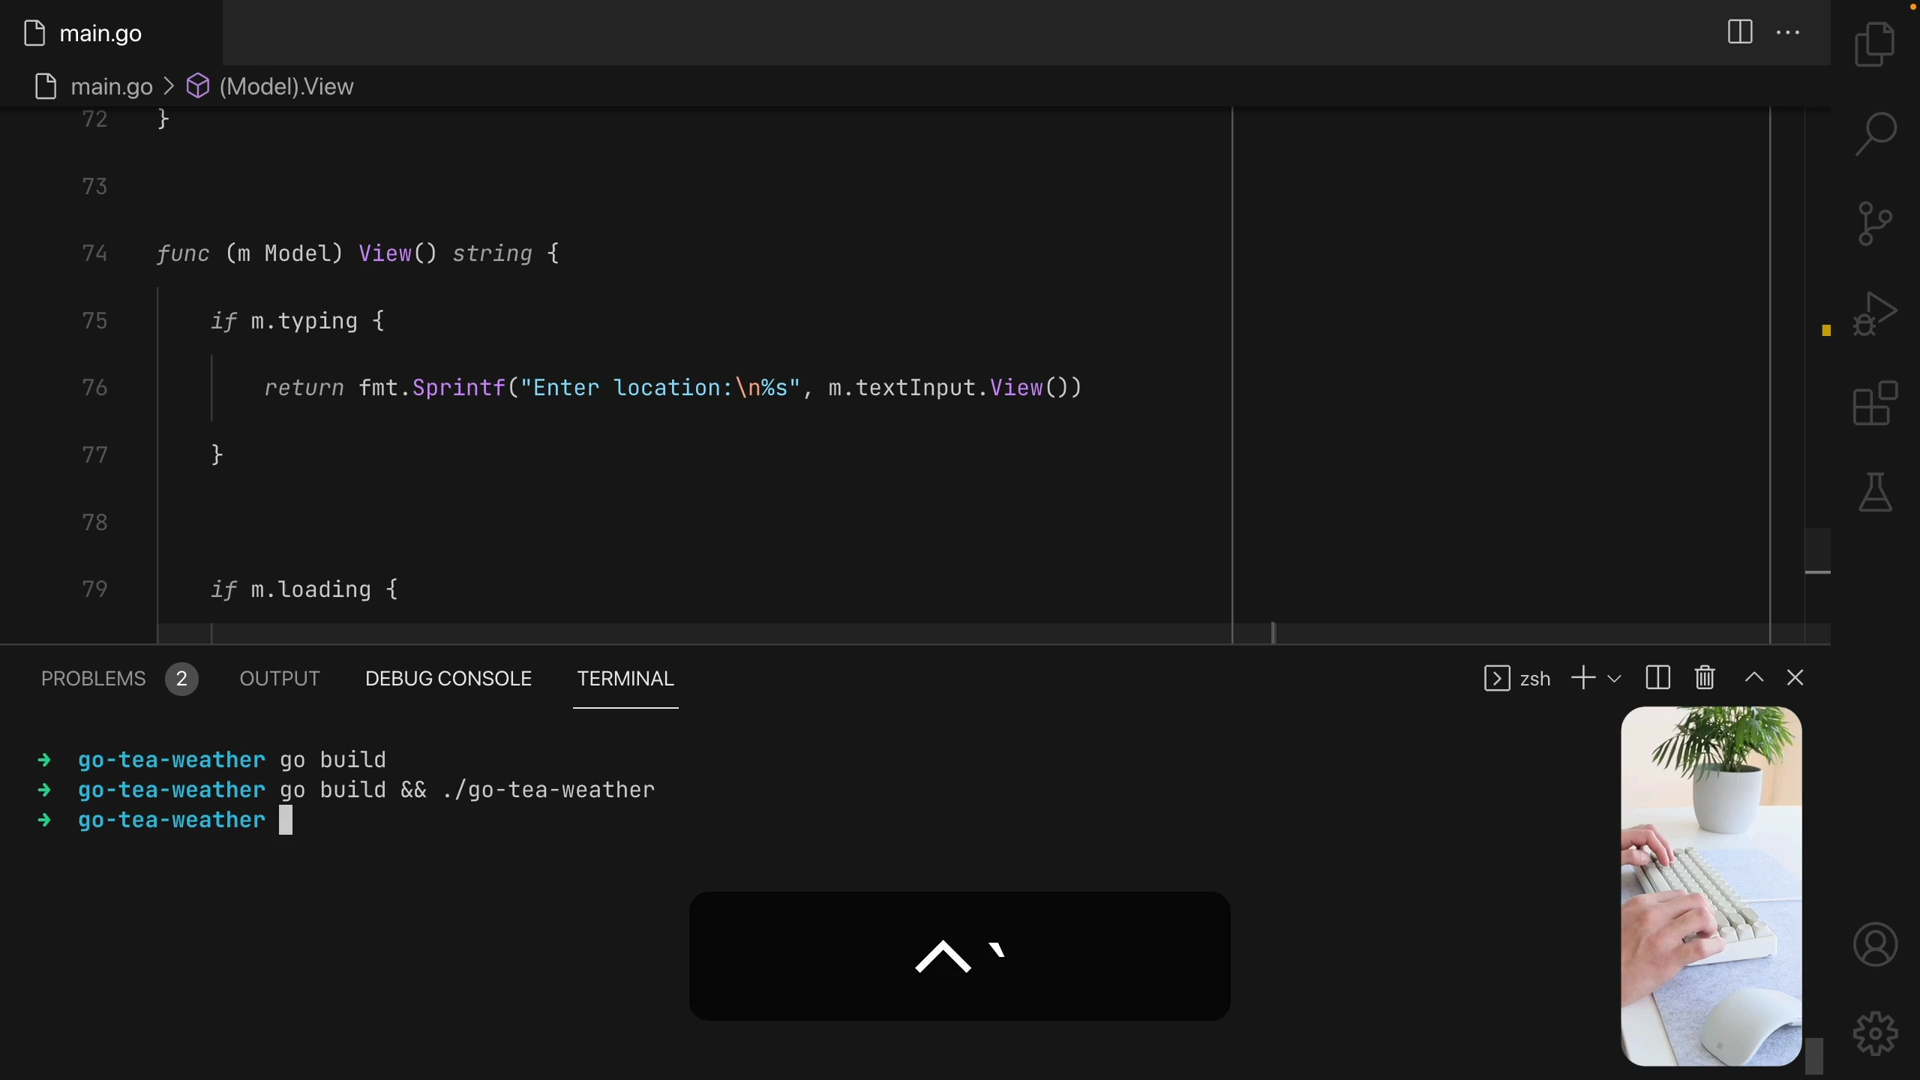 main.go
main.go > (Model).View
72 }
73
74 func (m Model) View() string {
75 if m.typing {
76 return fmt.Sprintf("Enter location:\n%s", m.textInput.View())
77 }
78
79 if m.loading {
PROBLEMS 2 OUTPUT DEBUG CONSOLE TERMINAL zsh
➜ go-tea-weather go build
➜ go-tea-weather go build && ./go-tea-weather
➜ go-tea-weather
^ `